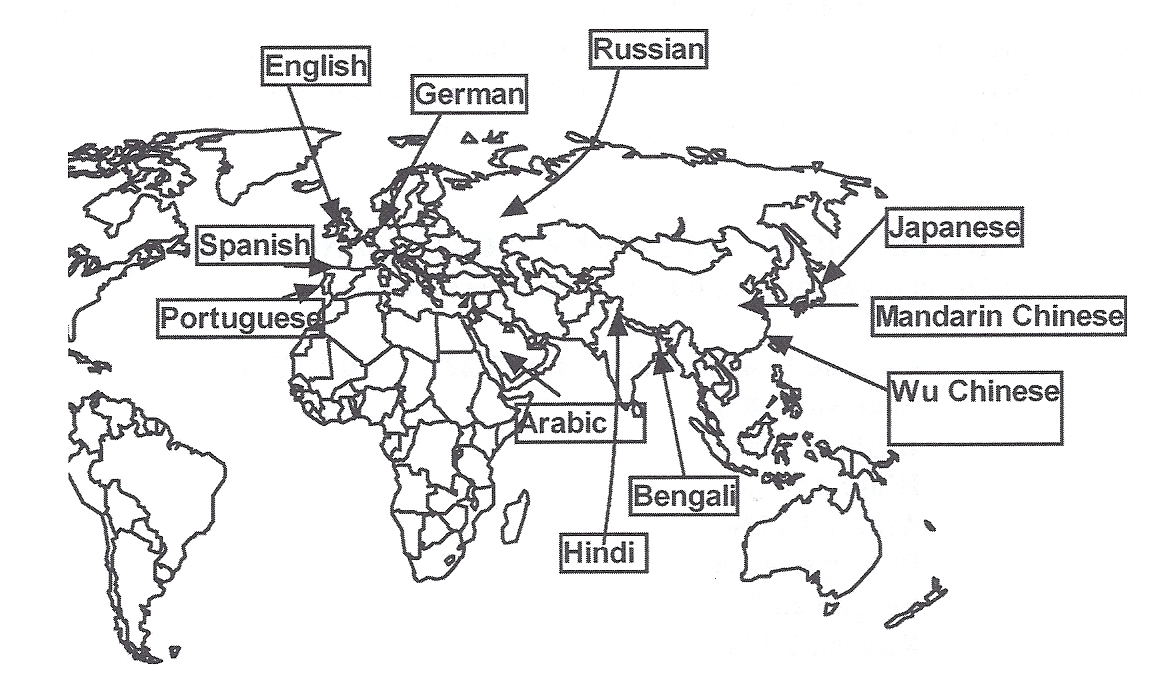 Russian
English
German
Spanish
Japanese
Portuguese
Mandarin Chinese
Wu Chinese
Arabic
Bengali
Hindi